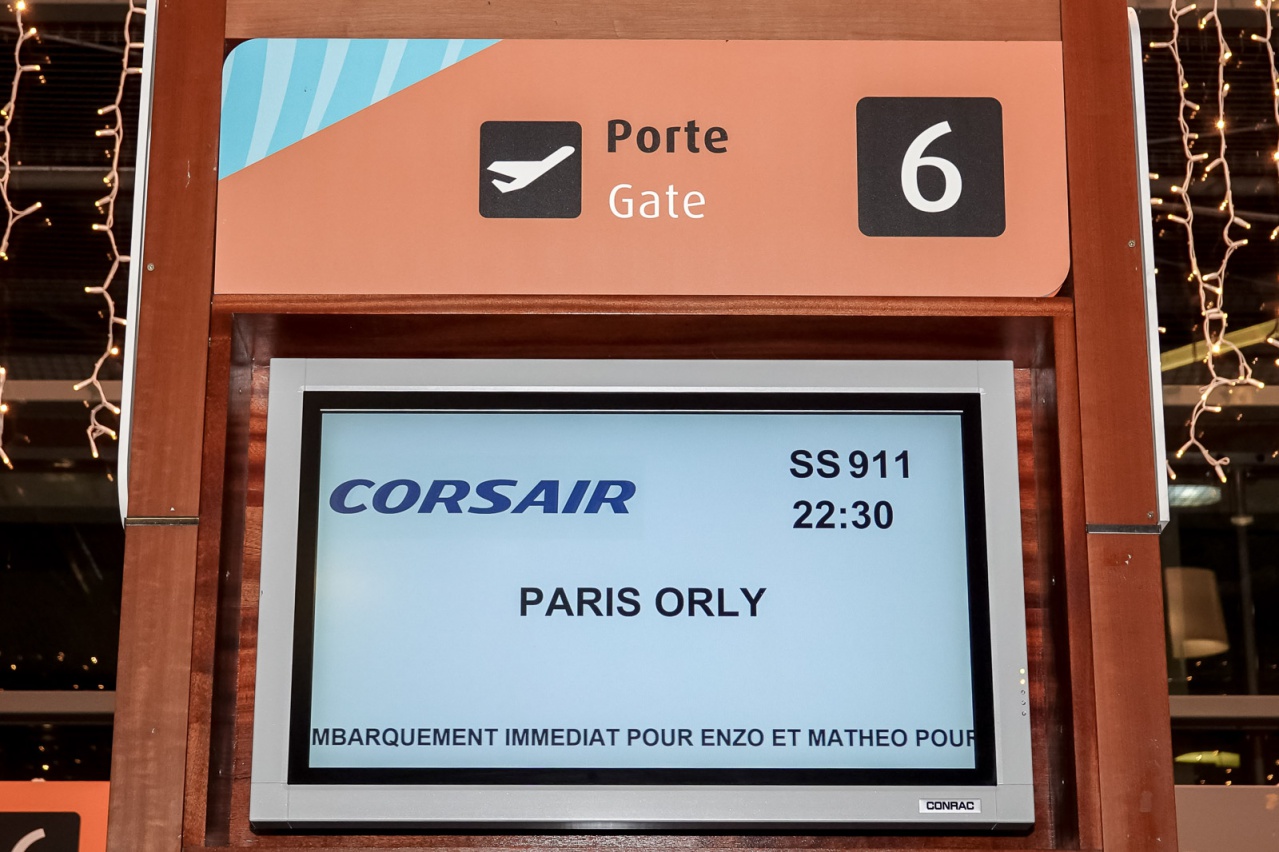 Porte
Gate
6
CORSAIR
SS 911
22:30
PARIS ORLY
MBARQUEMENT IMMEDIAT POUR ENZO ET MATHEO POUR
CONRAC